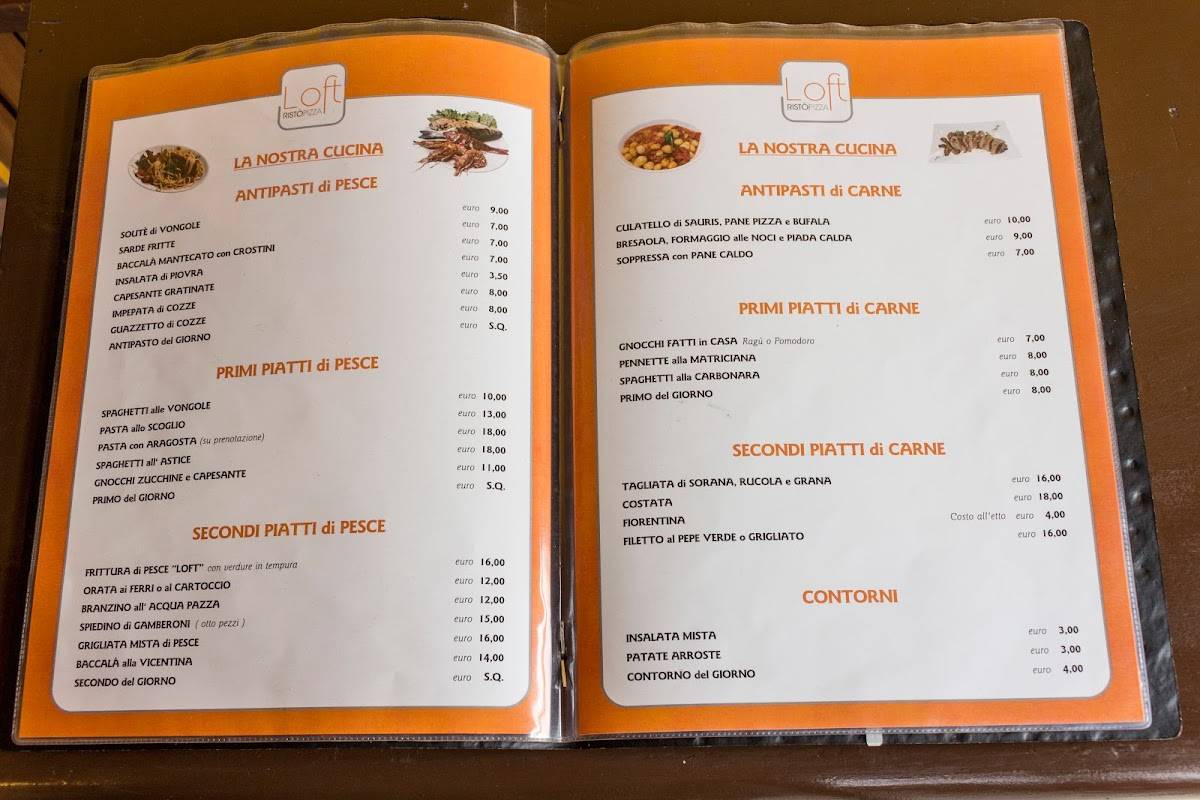 Loft
RISTÒPIZZA
LA NOSTRA CUCINA
ANTIPASTI di PESCE
SOUTÈ di VONGOLE euro 9,00
SARDE FRITTE euro 7,00
BACCALÀ MANTECATO con CROSTINI euro 7,00
INSALATA di PIOVRA euro 7,00
CAPESANTE GRATINATE euro 3,50
IMPEPATA di COZZE euro 8,00
GUAZZETTO di COZZE euro 8,00
ANTIPASTO del GIORNO euro S.Q.
PRIMI PIATTI di PESCE
SPAGHETTI alle VONGOLE euro 10,00
PASTA allo SCOGLIO euro 13,00
PASTA con ARAGOSTA (su prenotazione) euro 18,00
SPAGHETTI all' ASTICE euro 18,00
GNOCCHI ZUCCHINE e CAPESANTE euro 11,00
PRIMO del GIORNO euro S.Q.
SECONDI PIATTI di PESCE
FRITTURA di PESCE "LOFT" con verdure in tempura euro 16,00
ORATA ai FERRI o al CARTOCCIO euro 12,00
BRANZINO all' ACQUA PAZZA euro 12,00
SPIEDINO di GAMBERONI ( otto pezzi ) euro 15,00
GRIGLIATA MISTA di PESCE euro 16,00
BACCALÀ alla VICENTINA euro 14,00
SECONDO del GIORNO euro S.Q.
Loft
RISTÒPIZZA
LA NOSTRA CUCINA
ANTIPASTI di CARNE
CULATELLO di SAURIS, PANE PIZZA e BUFALA euro 10,00
BRESAOLA, FORMAGGIO alle NOCI e PIADA CALDA euro 9,00
SOPPRESSA con PANE CALDO euro 7,00
PRIMI PIATTI di CARNE
GNOCCHI FATTI in CASA Ragù o Pomodoro euro 7,00
PENNETTE alla MATRICIANA euro 8,00
SPAGHETTI alla CARBONARA euro 8,00
PRIMO del GIORNO euro 8,00
SECONDI PIATTI di CARNE
TAGLIATA di SORANA, RUCOLA e GRANA euro 16,00
COSTATA euro 18,00
FIORENTINA Costo all'etto euro 4,00
FILETTO al PEPE VERDE o GRIGLIATO euro 16,00
CONTORNI
INSALATA MISTA euro 3,00
PATATE ARROSTE euro 3,00
CONTORNO del GIORNO euro 4,00